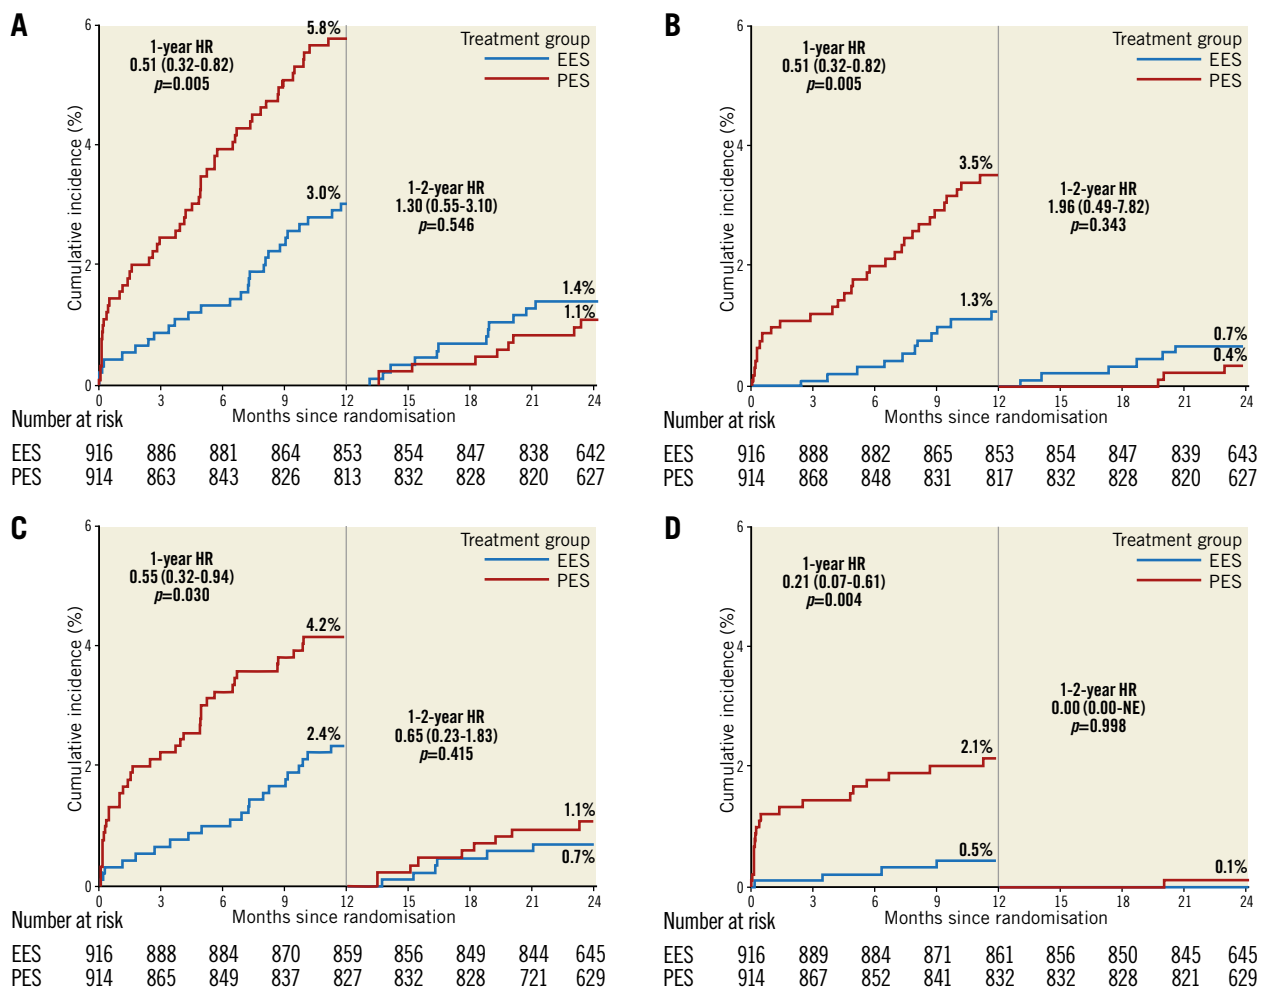 A
6
4
2
0
Cumulative incidence (%)
1-year HR
0.51 (0.32-0.82)
p=0.005
5.8%
3.0%
Treatment group
EES
PES
1-2-year HR
1.30 (0.55-3.10)
p=0.546
1.4%
1.1%
0 3 6 9 12 15 18 21 24
Months since randomisation
Number at risk
EES 916 886 881 864 853 854 847 838 642
PES 914 863 843 826 813 832 828 820 627
B
6
4
2
0
Cumulative incidence (%)
1-year HR
0.51 (0.32-0.82)
p=0.005
3.5%
1.3%
Treatment group
EES
PES
1-2-year HR
1.96 (0.49-7.82)
p=0.343
0.7%
0.4%
0 3 6 9 12 15 18 21 24
Months since randomisation
Number at risk
EES 916 888 882 865 853 854 847 839 643
PES 914 868 848 831 817 832 828 820 627
C
6
4
2
0
Cumulative incidence (%)
1-year HR
0.55 (0.32-0.94)
p=0.030
4.2%
2.4%
Treatment group
EES
PES
1-2-year HR
0.65 (0.23-1.83)
p=0.415
1.1%
0.7%
0 3 6 9 12 15 18 21 24
Months since randomisation
Number at risk
EES 916 888 884 870 859 856 849 844 645
PES 914 865 849 837 827 832 828 721 629
D
6
4
2
0
Cumulative incidence (%)
1-year HR
0.21 (0.07-0.61)
p=0.004
2.1%
0.5%
Treatment group
EES
PES
1-2-year HR
0.00 (0.00-NE)
p=0.998
0.1%
0 3 6 9 12 15 18 21 24
Months since randomisation
Number at risk
EES 916 889 884 871 861 856 850 845 645
PES 914 867 852 841 832 832 828 821 629